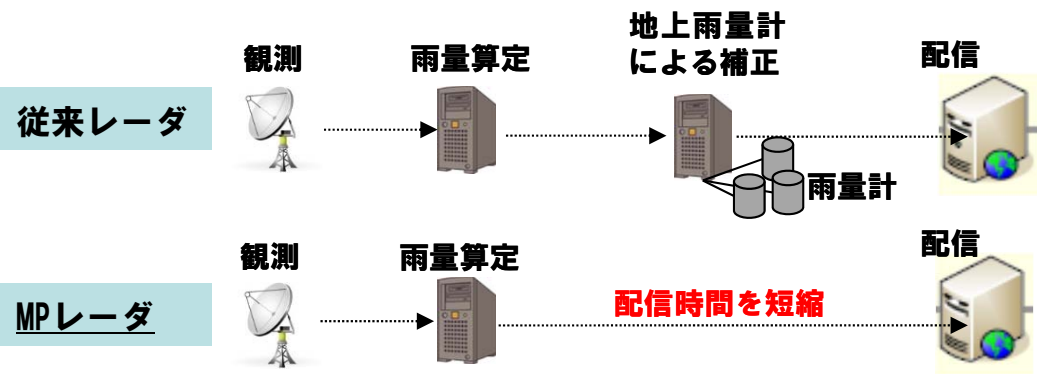 地上雨量計
観測
雨量算定
による補正
配信
従来レーダ
雨量計
観測
雨量算定
配信
MPレーダ
配信時間を短縮